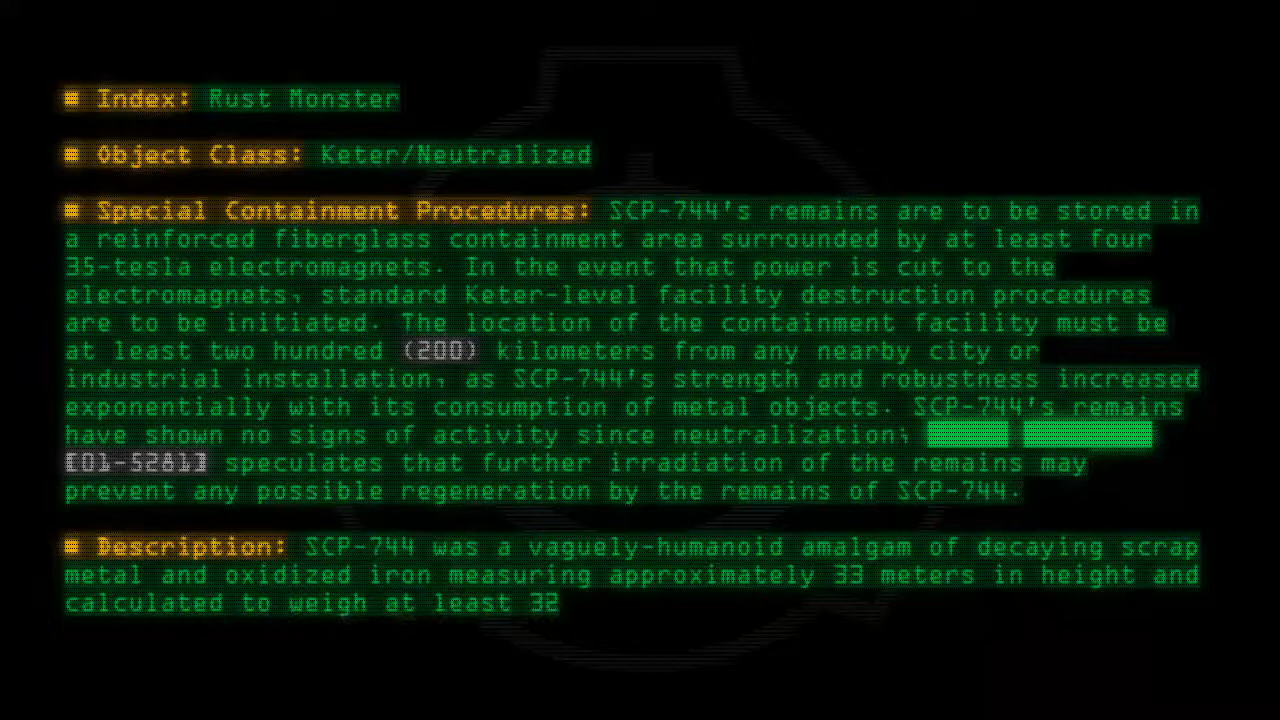 ■ Index: Rust Monster
■ Object Class: Keter/Neutralized
■ Special Containment Procedures: SCP-744's remains are to be stored in
a reinforced fiberglass containment area surrounded by at least four
35-tesla electromagnets. In the event that power is cut to the
electromagnets, standard Keter-level facility destruction procedures
are to be initiated. The location of the containment facility must be
at least two hundred (200) kilometers from any nearby city or
industrial installation, as SCP-744's strength and robustness increased
exponentially with its consumption of metal objects. SCP-744's remains
have shown no signs of activity since neutralization; █████ ████████
[01-5281] speculates that further irradiation of the remains may
prevent any possible regeneration by the remains of SCP-744.
■ Description: SCP-744 was a vaguely-humanoid amalgam of decaying scrap
metal and oxidized iron measuring approximately 33 meters in height and
calculated to weigh at least 32